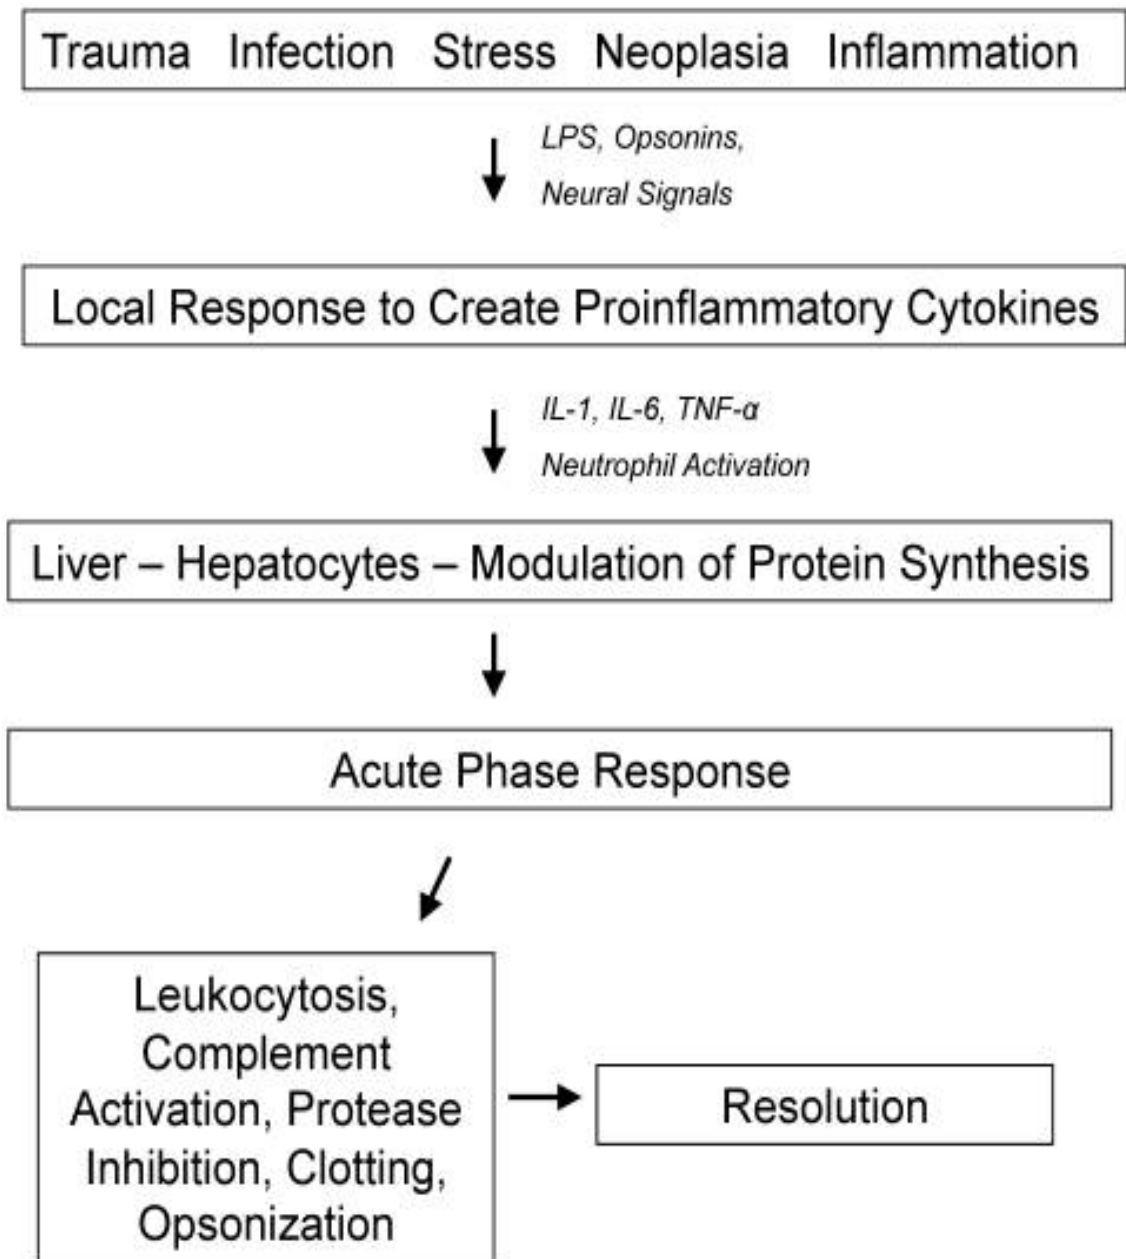 Trauma Infection Stress Neoplasia Inflammation
LPS, Opsonins,
Neural Signals
Local Response to Create Proinflammatory Cytokines
IL-1, IL-6, TNF-α
Neutrophil Activation
Liver – Hepatocytes – Modulation of Protein Synthesis
Acute Phase Response
Leukocytosis,
Complement
Activation, Protease
Inhibition, Clotting,
Opsonization
Resolution